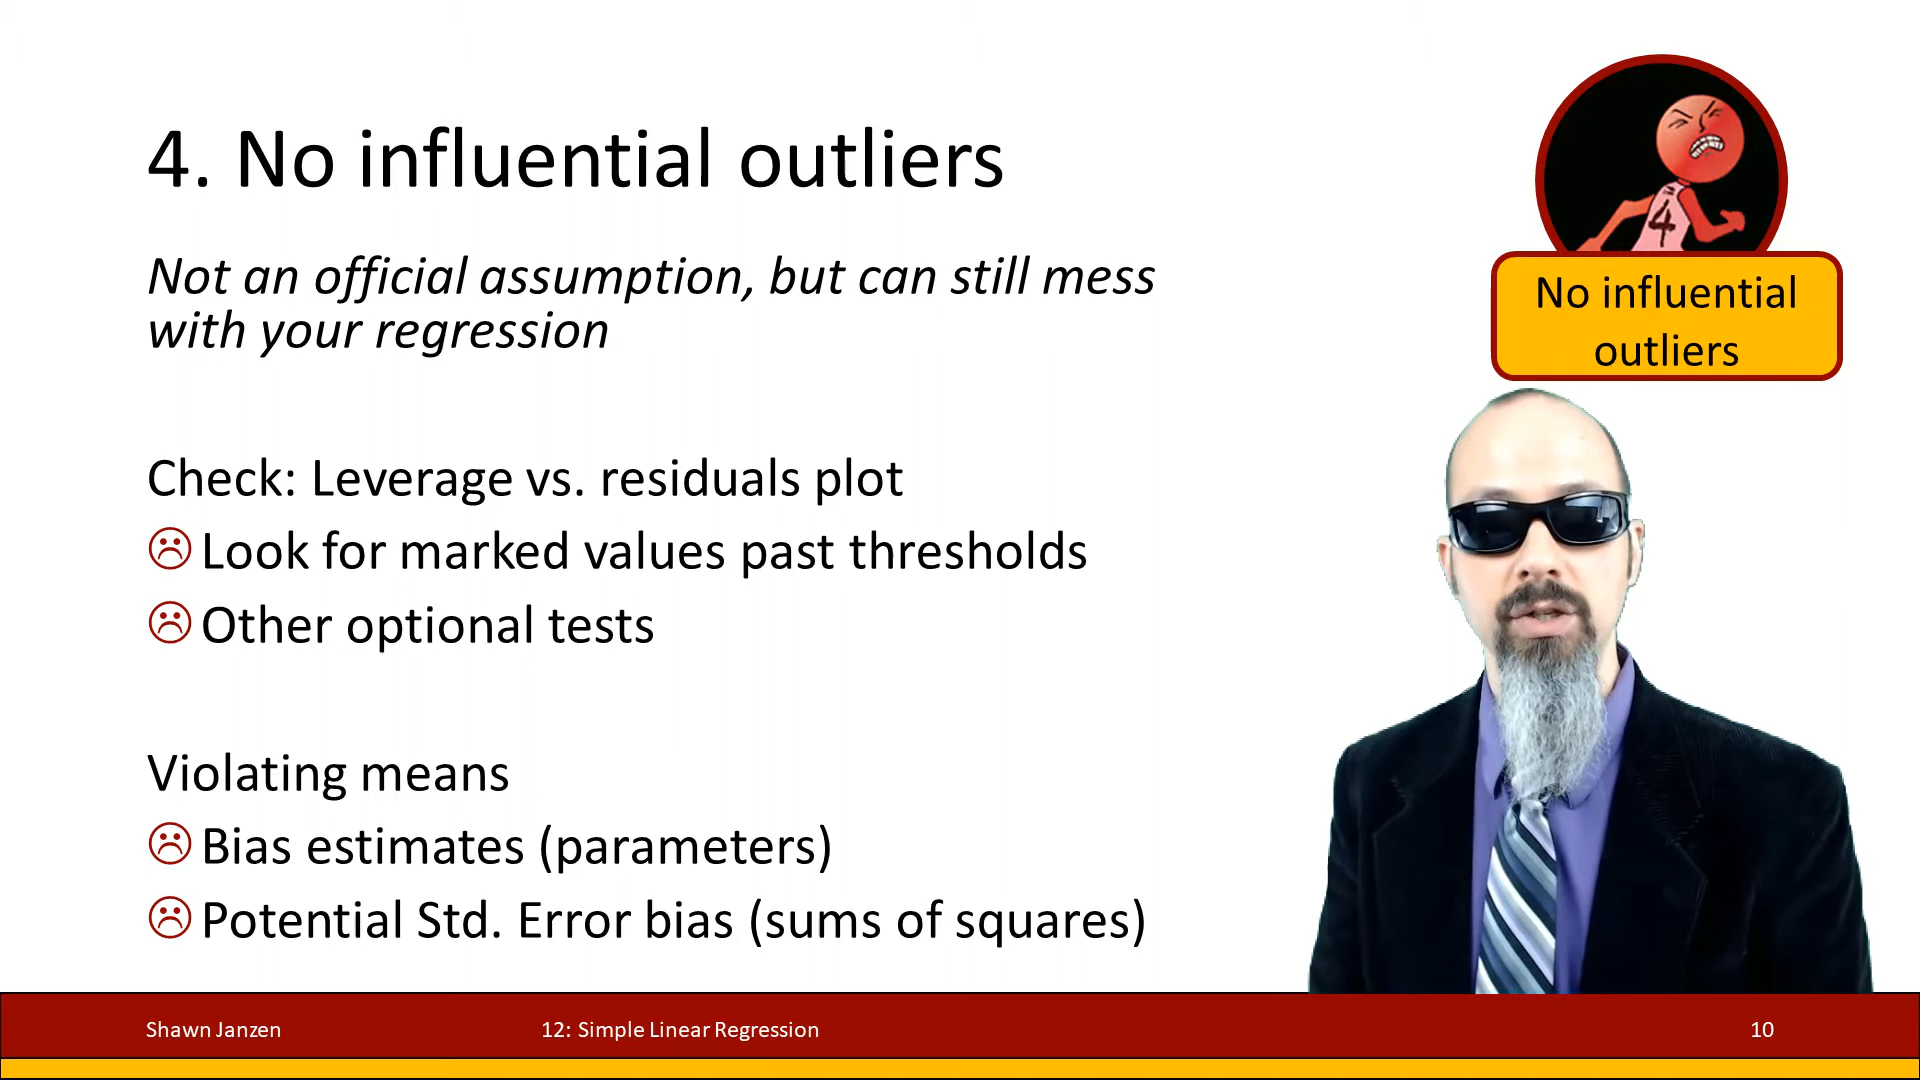 4. No influential outliers
Not an official assumption, but can still mess
with your regression
Check: Leverage vs. residuals plot
Look for marked values past thresholds
Other optional tests
Violating means
Bias estimates (parameters)
Potential Std. Error bias (sums of squares)
4
No influential
outliers
Shawn Janzen
12: Simple Linear Regression
10